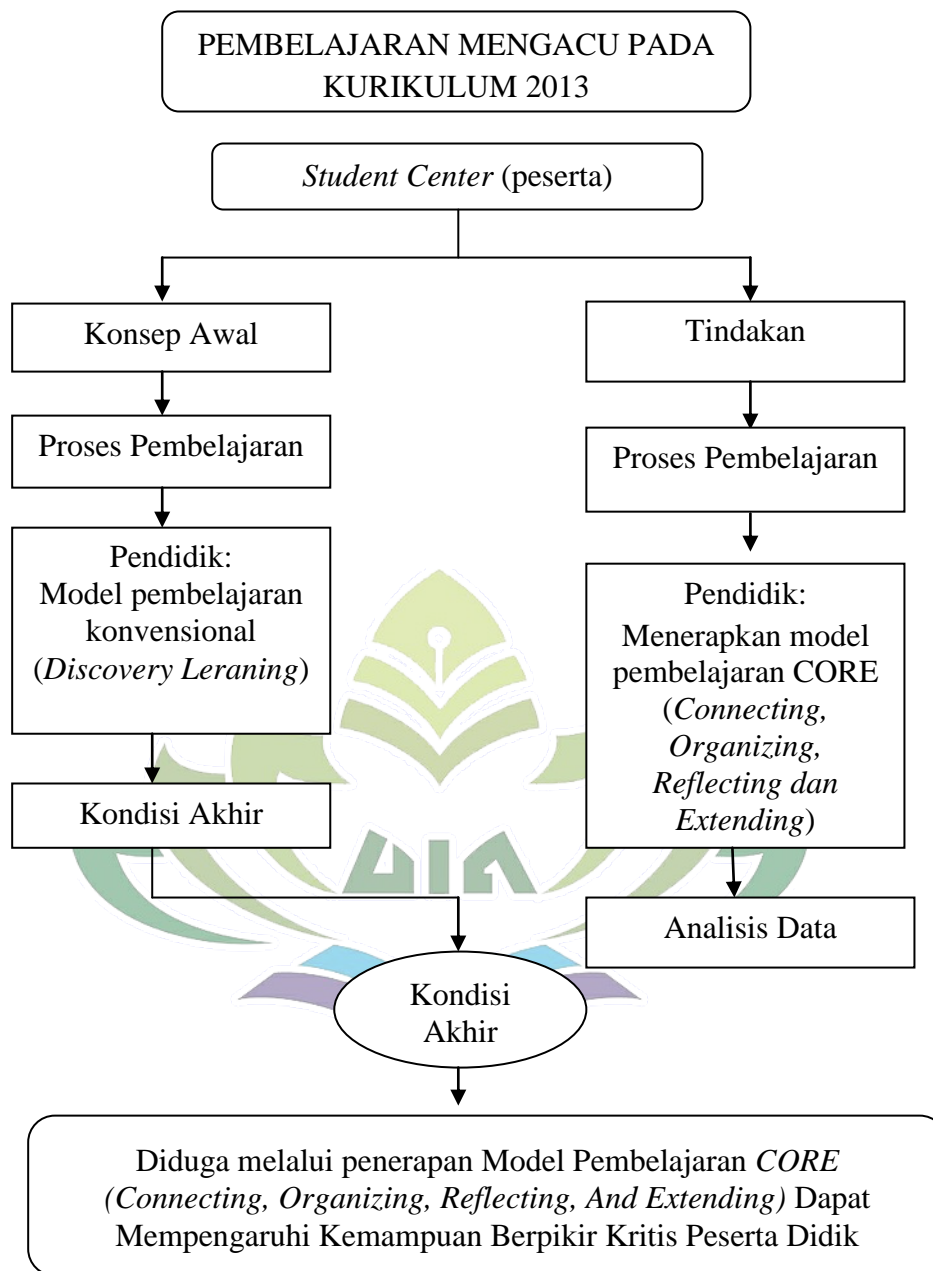 PEMBELAJARAN MENGACU PADA
KURIKULUM 2013
Student Center (peserta)
Konsep Awal
Proses Pembelajaran
Pendidik:
Model pembelajaran
konvensional
(Discovery Leraning)
Kondisi Akhir
Tindakan
Proses Pembelajaran
Pendidik:
Menerapkan model
pembelajaran CORE
(Connecting,
Organizing,
Reflecting dan
Extending)
Analisis Data
UIN
Kondisi
Akhir
Diduga melalui penerapan Model Pembelajaran CORE
(Connecting, Organizing, Reflecting, And Extending) Dapat
Mempengaruhi Kemampuan Berpikir Kritis Peserta Didik